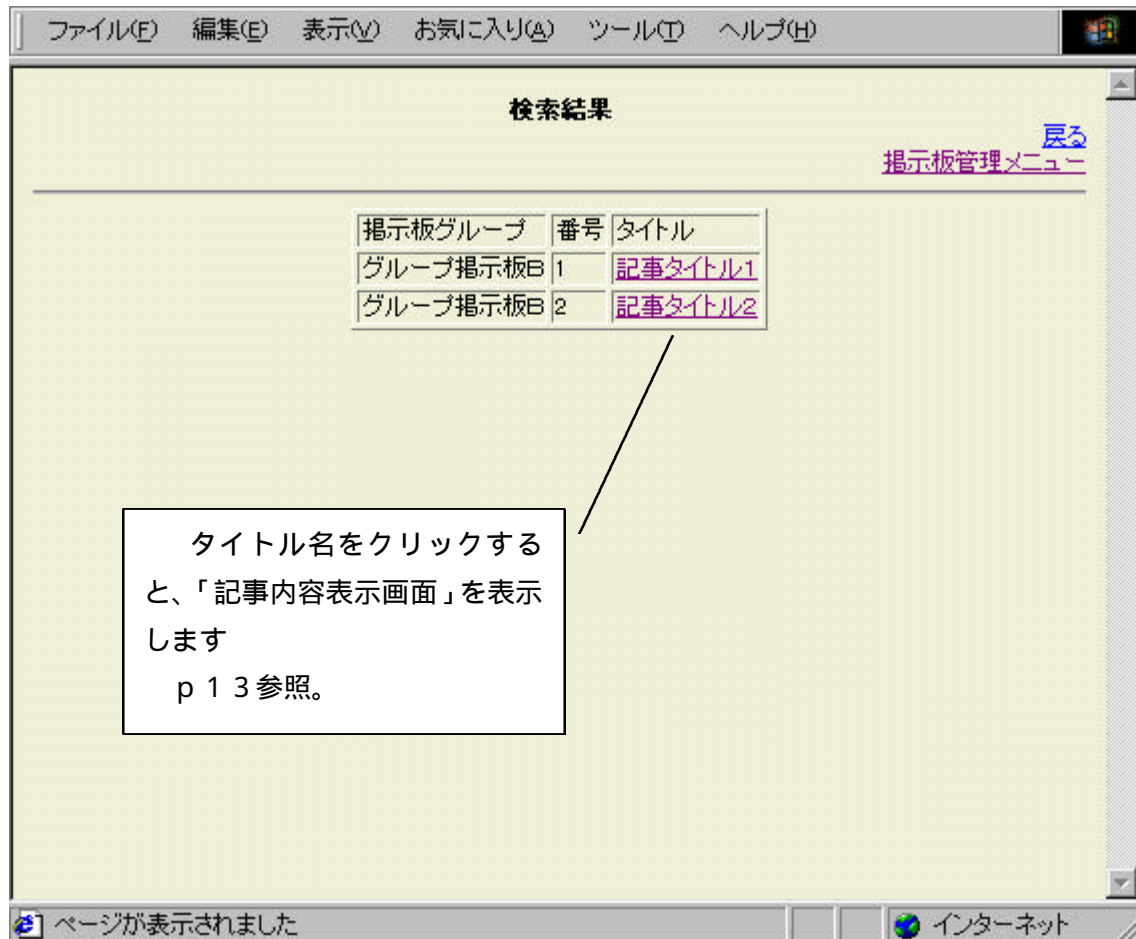 ファイル(F) 編集(E) 表示(V) お気に入り(A) ツール(T) ヘルプ(H)
検索結果
戻る
掲示板管理メニュー
掲示板グループ 番号 タイトル
グループ掲示板B 1 記事タイトル1
グループ掲示板B 2 記事タイトル2
タイトル名をクリックする
と、「記事内容表示画面」を表示
します
p13参照。
ページが表示されました インターネット